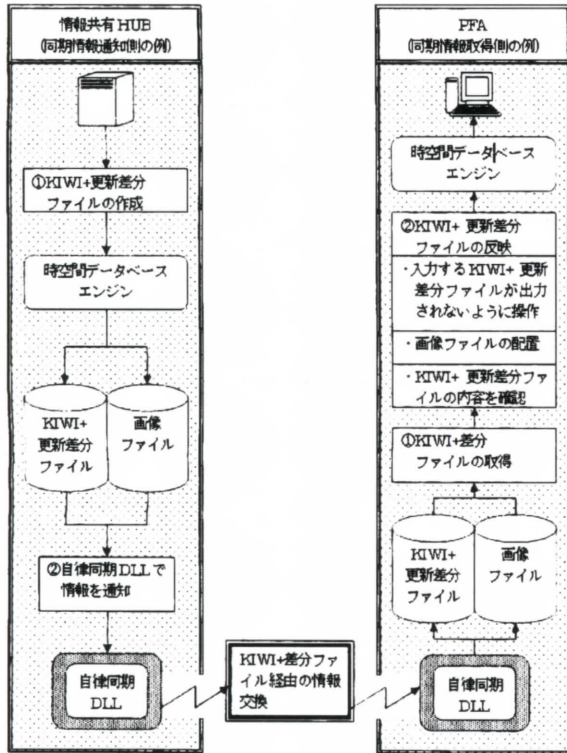 情報共有HUB
(同期情報通知側の例)
①KIWI+更新差分
ファイルの作成
時空間データベース
エンジン
KIWI+
更新差分
ファイル
画像
ファイル
②自律同期DLLで
情報を通知
自律同期
DLL
KIWI+差分ファ
イル経由の情報
交換
PFA
(同期情報取得側の例)
時空間データベース
エンジン
②KIWI+ 更新差分
ファイルの反映
・入力するKIWI+ 更新
差分ファイルが出力
されないように操作
・画像ファイルの配置
・KIWI+ 更新差分ファ
イルの内容を確認
①KIWI+差分
ファイルの取得
KIWI+
更新差分
ファイル
画像
ファイル
自律同期
DLL